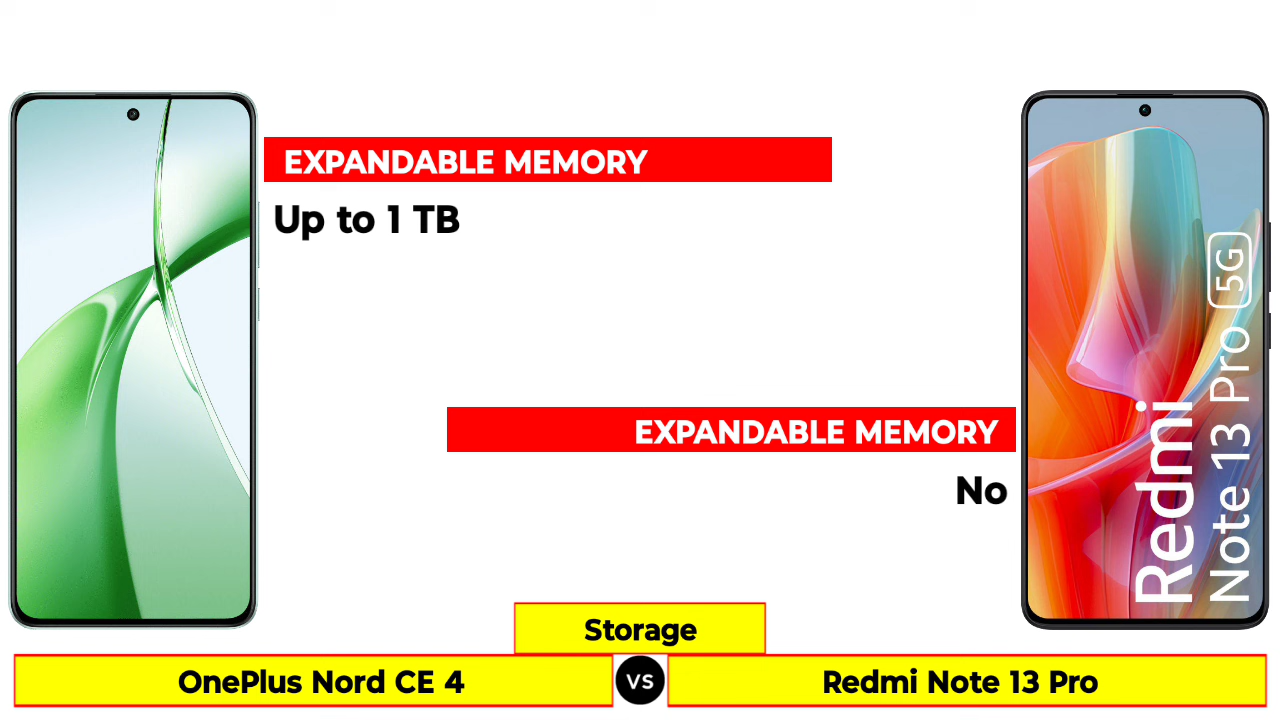 EXPANDABLE MEMORY
Up to 1 TB
EXPANDABLE MEMORY
No
Redmi
Note 13 Pro 5G
Storage
OnePlus Nord CE 4
VS
Redmi Note 13 Pro